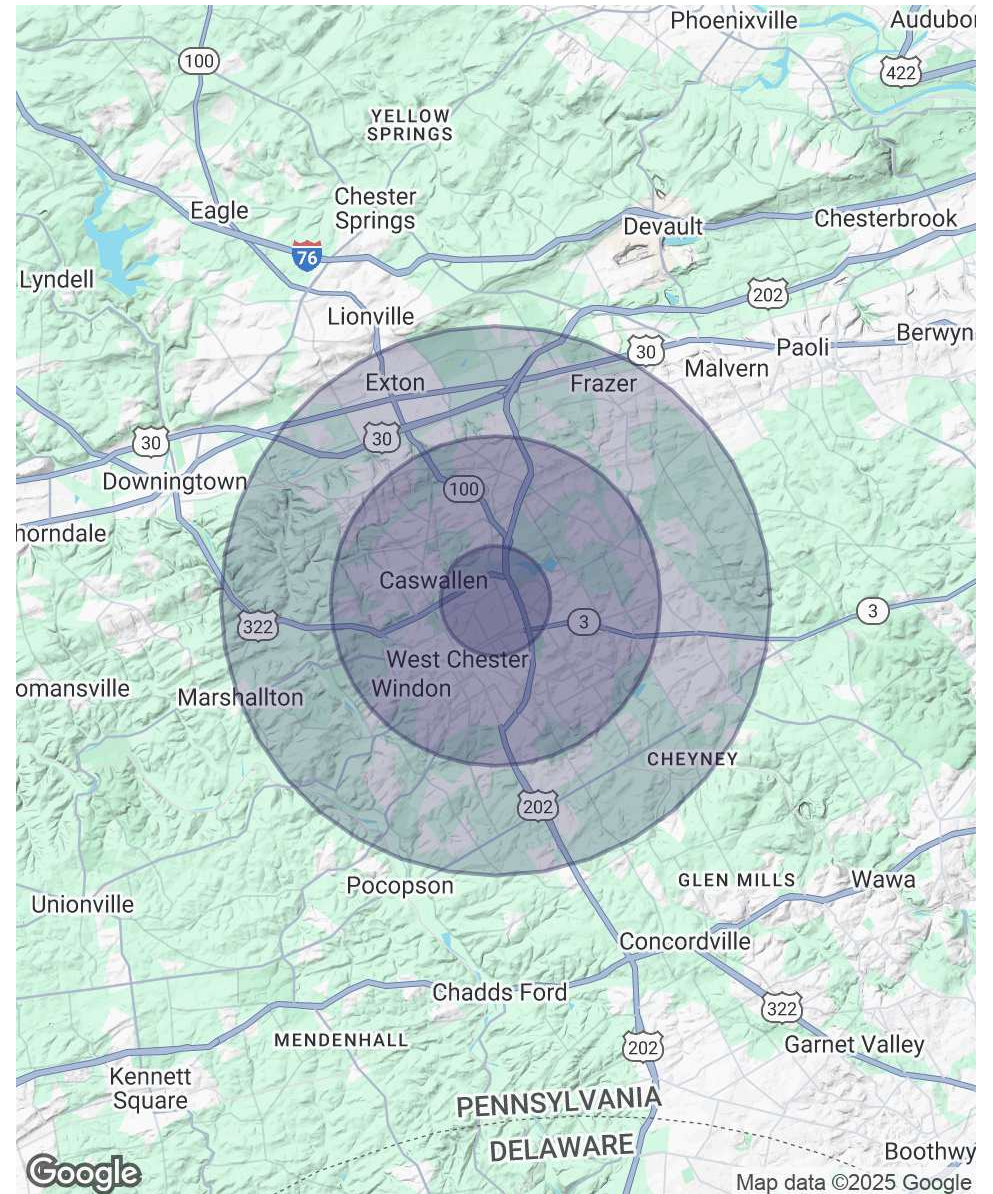 Phoenixville
Audubo
100
422
YELLOW
SPRINGS
Chester
Springs
Eagle
Devault
Chesterbrook
76
Lyndell
202
Lionville
Berwyn
30
Paoli
Malvern
Exton
Frazer
30
30
Downingtown
100
horndale
Caswallen
3
3
322
West Chester
Windon
omansville
Marshallton
CHEYNEY
202
Pocopson
GLEN MILLS
Wawa
Unionville
Concordville
Chadds Ford
322
MENDENHALL
202
Garnet Valley
Kennett
Square
PENNSYLVANIA
DELAWARE
Boothwy
Google
Map data ©2025 Google